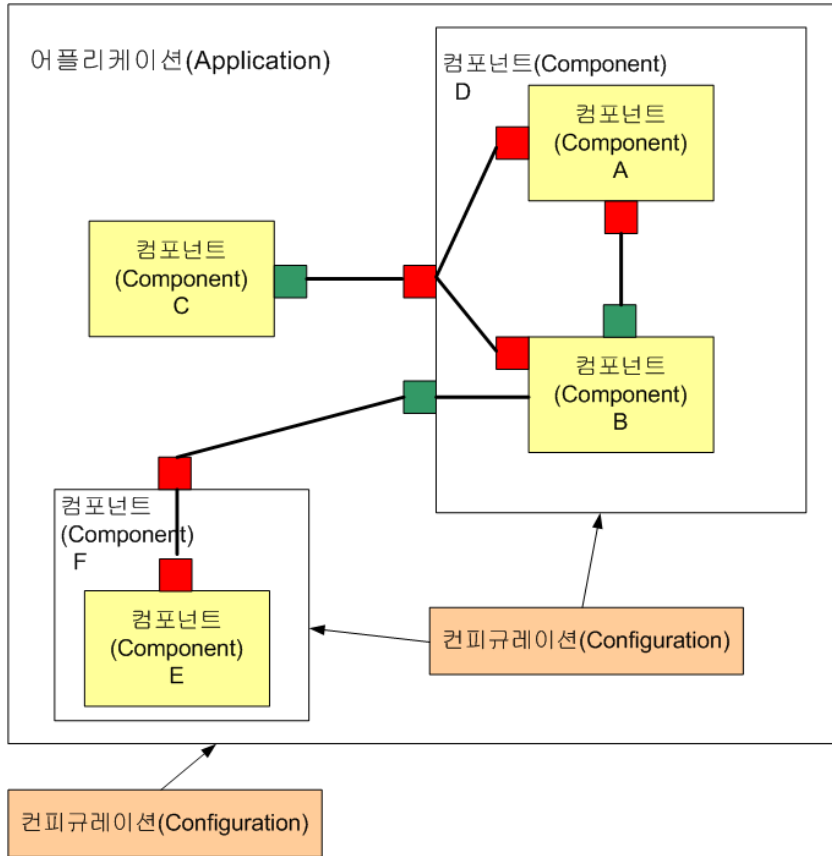 어플리케이션(Application)
컴포넌트(Component)
D
컴포넌트
(Component)
A
컴포넌트
(Component)
C
컴포넌트
(Component)
B
컴포넌트
(Component)
F
컴포넌트
(Component)
E
컨피규레이션(Configuration)
컨피규레이션(Configuration)